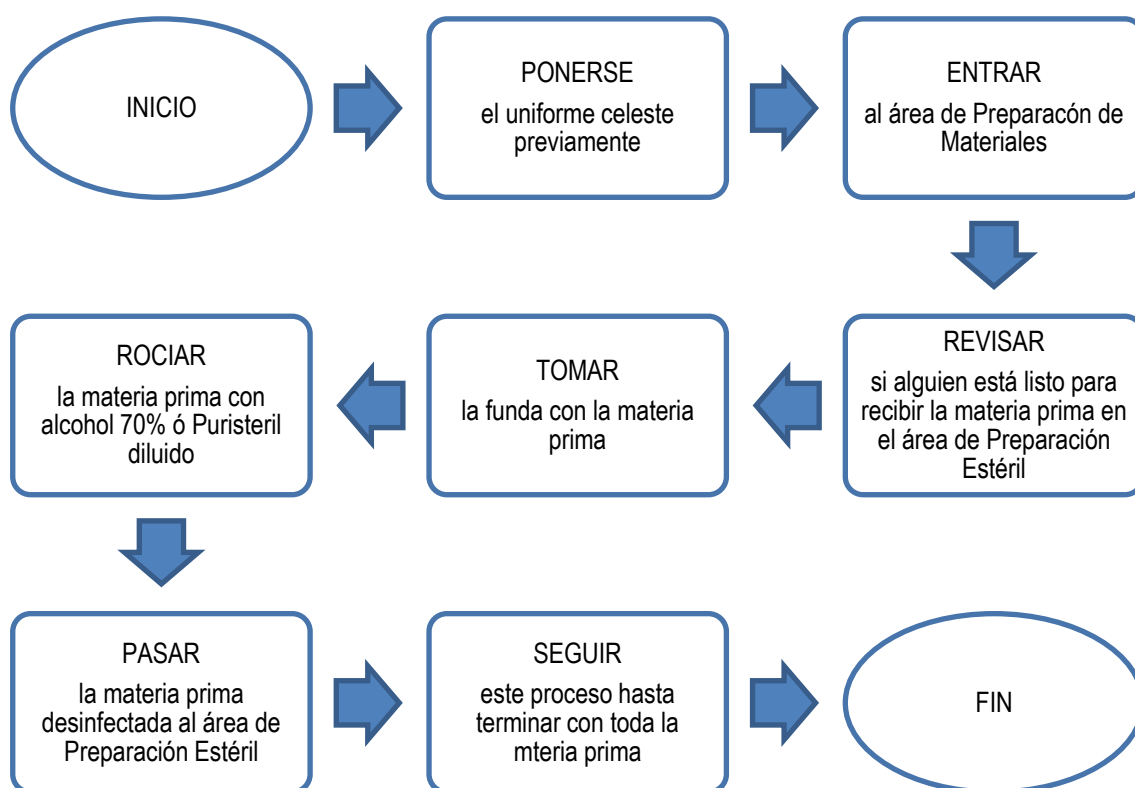 INICIO
PONERSE
el uniforme celeste
previamente
ENTRAR
al área de Preparacón de
Materiales
REVISAR
si alguien está listo para
recibir la materia prima en
el área de Preparación
Estéril
TOMAR
la funda con la materia
prima
ROCIAR
la materia prima con
alcohol 70% ó Puristeril
diluido
PASAR
la materia prima
desinfectada al área de
Preparación Estéril
SEGUIR
este proceso hasta
terminar con toda la
mteria prima
FIN